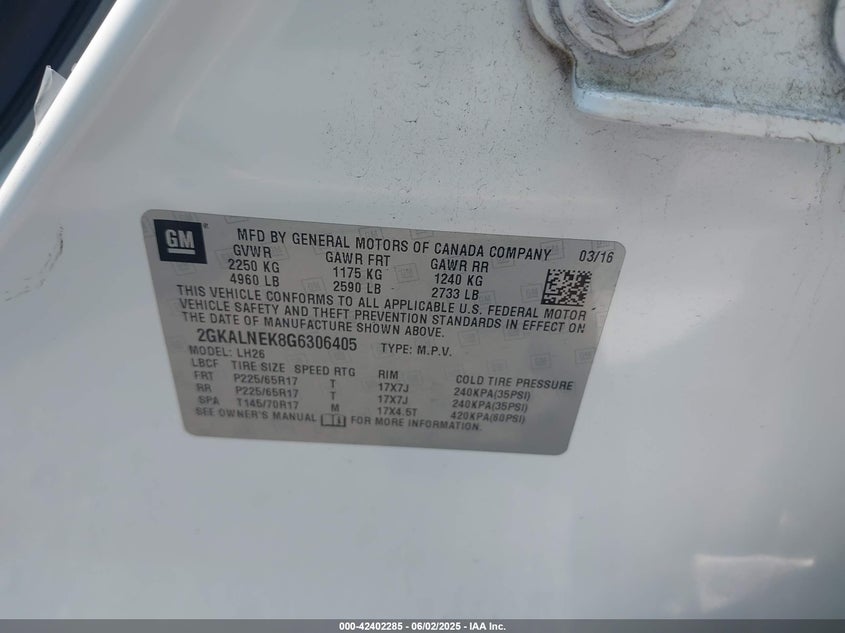 GM
MFD BY GENERAL MOTORS OF CANADA COMPANY 03/16
GVWR GAWR FRT GAWR RR
2250 KG 1175 KG 1240 KG
4960 LB 2590 LB 2733 LB
THIS VEHICLE CONFORMS TO ALL APPLICABLE U.S. FEDERAL MOTOR
VEHICLE SAFETY AND THEFT PREVENTION STANDARDS IN EFFECT ON
THE DATE OF MANUFACTURE SHOWN ABOVE.
2GKALNEK8G6306405 TYPE: M.P.V.
MODEL: LH26
LBCF TIRE SIZE SPEED RTG RIM COLD TIRE PRESSURE
FRT P225/65R17 T 17X7J 240KPA(35PSI)
RR P225/65R17 T 17X7J 240KPA(35PSI)
SPA T145/70R17 M 17X4.5T 420KPA(60PSI)
SEE OWNER'S MANUAL FOR MORE INFORMATION.
000-42402285 - 06/02/2025 - IAA Inc.